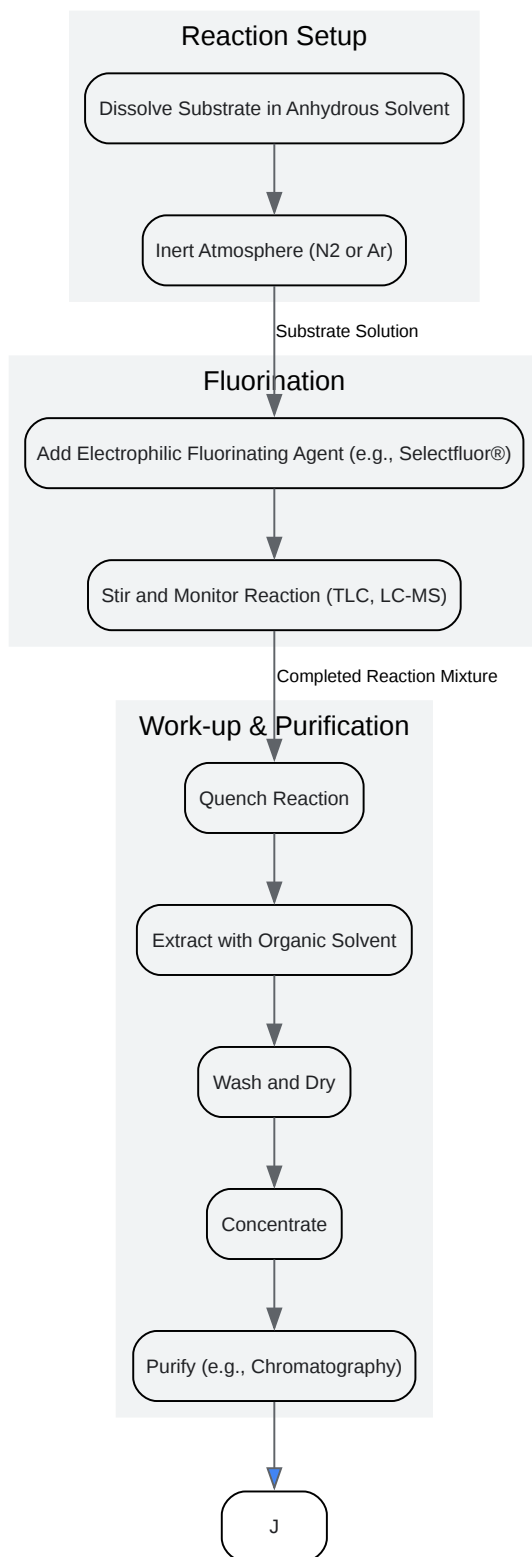 Reaction Setup
Dissolve Substrate in Anhydrous Solvent
Inert Atmosphere (N2 or Ar)
Substrate Solution
Fluorination
Add Electrophilic Fluorinating Agent (e.g., Selectfluor®)
Stir and Monitor Reaction (TLC, LC-MS)
Completed Reaction Mixture
Work-up & Purification
Quench Reaction
Extract with Organic Solvent
Wash and Dry
Concentrate
Purify (e.g., Chromatography)
J